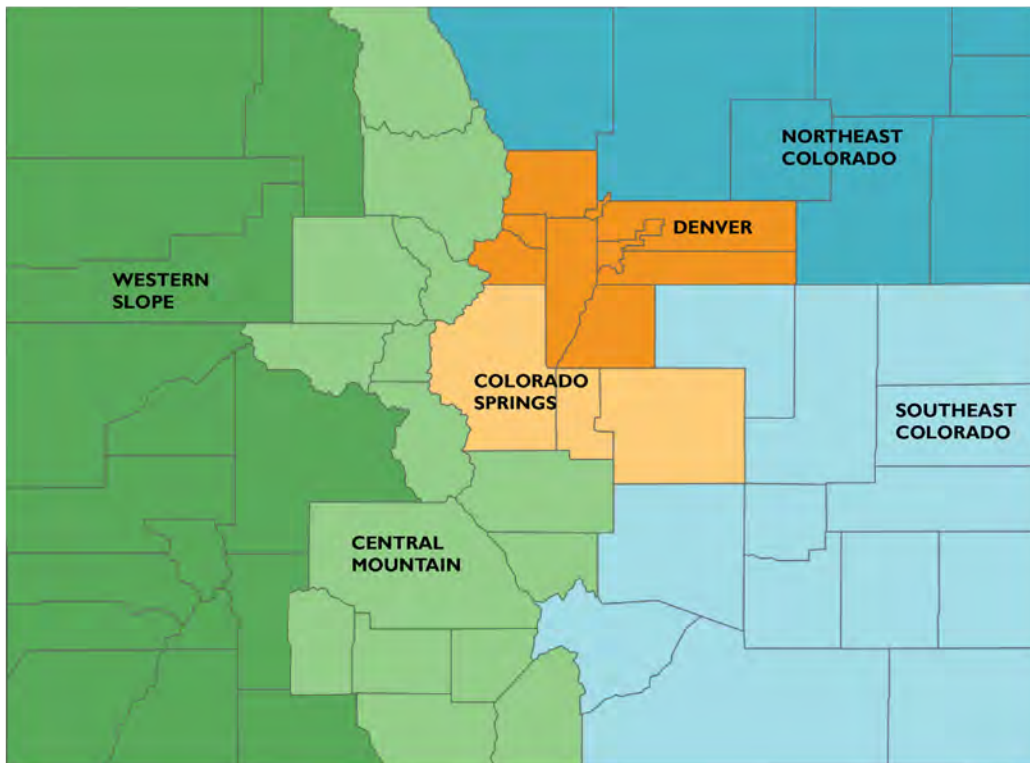 NORTHEAST
COLORADO
DENVER
WESTERN
SLOPE
COLORADO
SPRINGS
SOUTHEAST
COLORADO
CENTRAL
MOUNTAIN